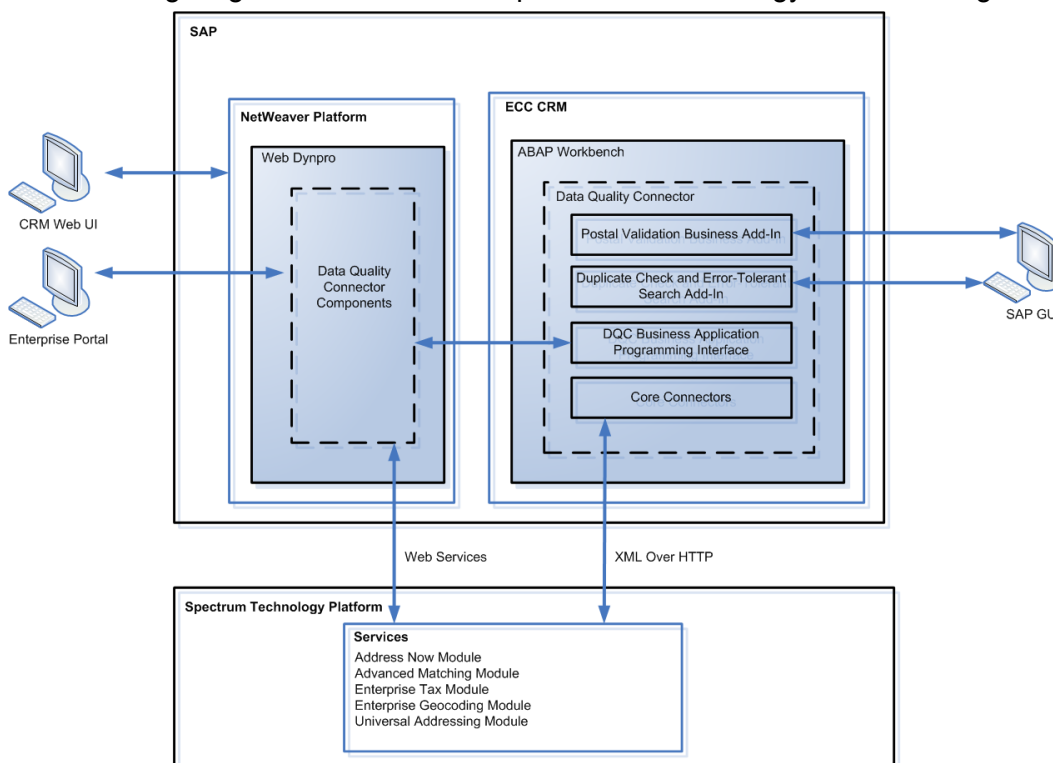 SAP
NetWeaver Platform
Web Dynpro
Data Quality
Connector
Components
ECC CRM
ABAP Workbench
Data Quality Connector
Postal Validation Business Add-In
Duplicate Check and Error-Tolerant
Search Add-In
DQC Business Application
Programming Interface
Core Connectors
CRM Web UI
Enterprise Portal
SAP GU
Web Services
XML Over HTTP
Spectrum Technology Platform
Services
Address Now Module
Advanced Matching Module
Enterprise Tax Module
Enterprise Geocoding Module
Universal Addressing Module